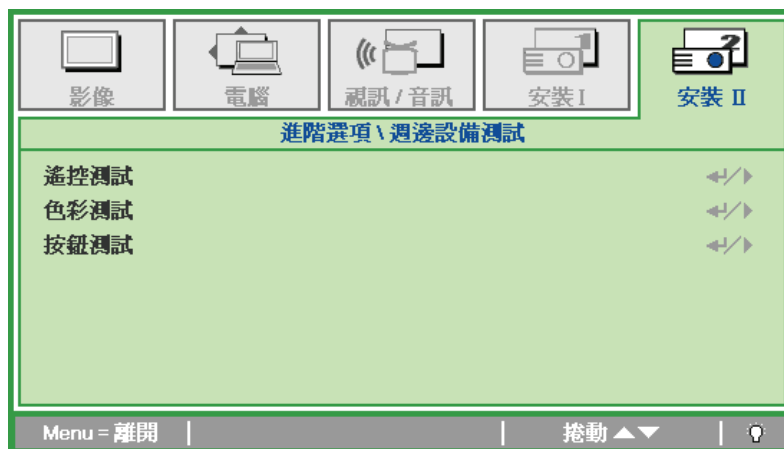 影像 電腦 視訊 / 音訊 安裝 I 安裝 II
進階選項 \ 週邊設備測試
遙控測試
色彩測試
按鈕測試
Menu = 離開 捲動 ▲▼